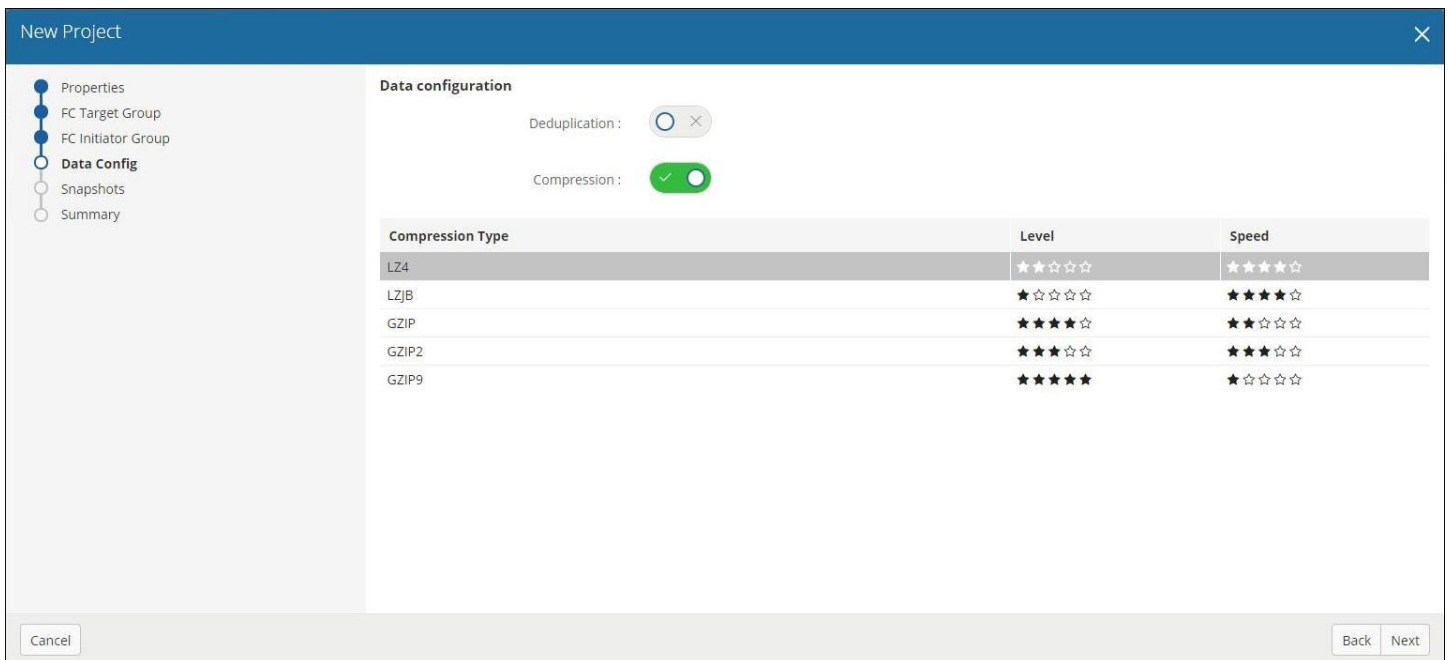 New Project
Properties
FC Target Group
FC Initiator Group
Data Config
Snapshots
Summary
Data configuration
Deduplication :
Compression :
Compression Type Level Speed
LZ4 ★★☆☆☆ ★★★★☆
LZJB ★☆☆☆☆ ★★★★☆
GZIP ★★★★☆ ★★☆☆☆
GZIP2 ★★★☆☆ ★★★☆☆
GZIP9 ★★★★★ ★☆☆☆☆
Cancel Back Next